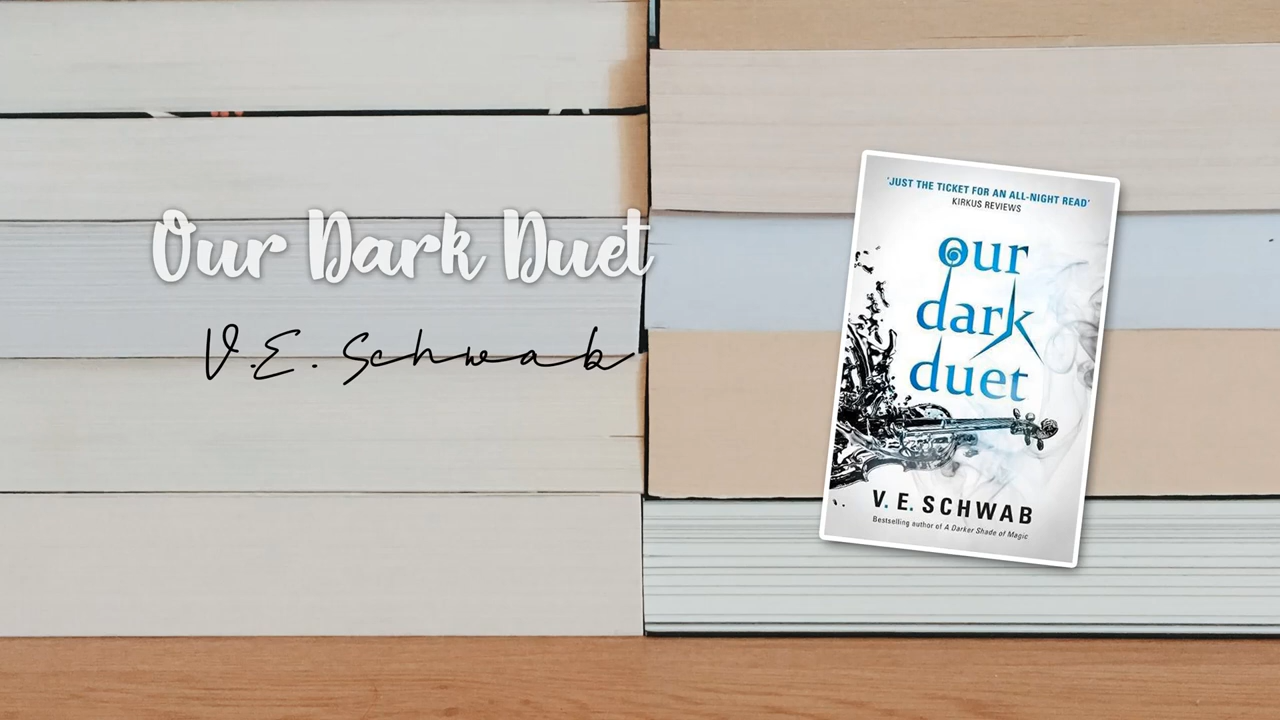 Our Dark Duet
V.E. Schwab
'JUST THE TICKET FOR AN ALL-NIGHT READ'
KIRKUS REVIEWS
our
dark
duet
V. E. SCHWAB
Bestselling author of A Darker Shade of Magic